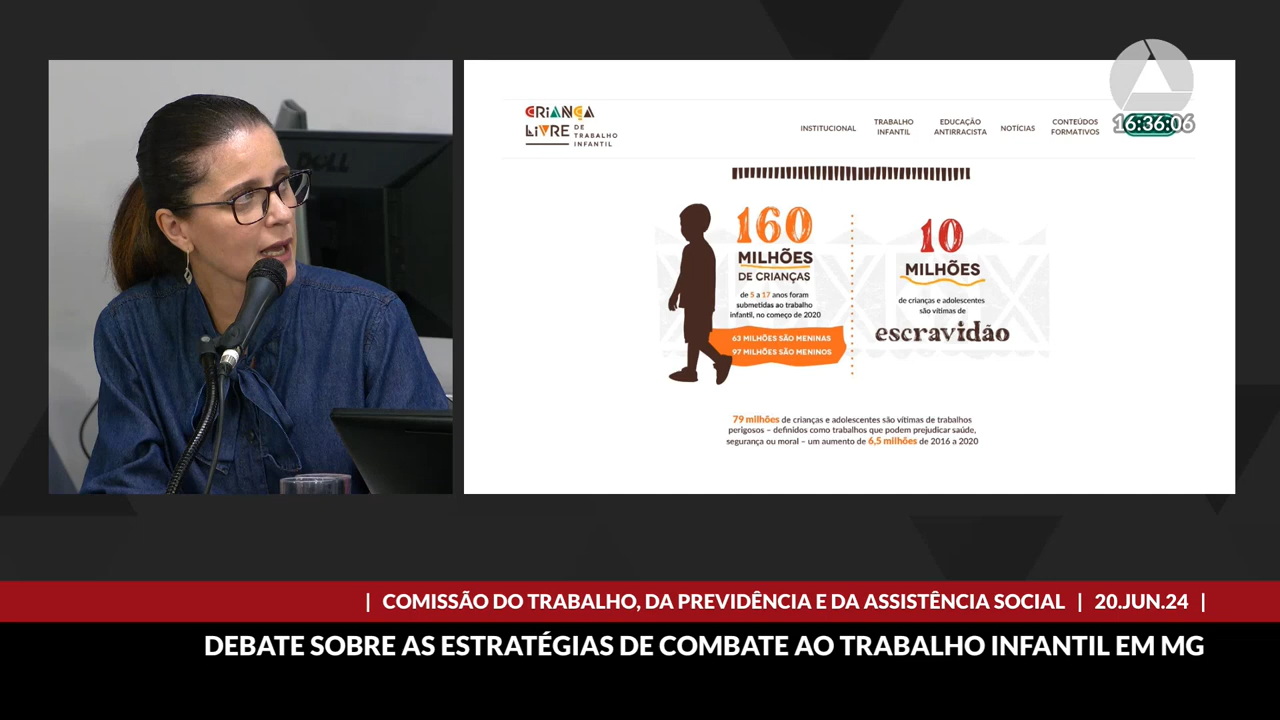 DELL
CRiANÇA
LiVRE DE TRABALHO INFANTIL
INSTITUCIONAL
TRABALHO
INFANTIL
EDUCAÇÃO
ANTIRRACISTA
NOTÍCIAS
CONTEÚDOS
FORMATIVOS
16:36:06
160
MILHÕES
DE CRIANÇAS
de 5 a 17 anos foram
submetidas ao trabalho
infantil, no começo de 2020
63 MILHÕES SÃO MENINAS
97 MILHÕES SÃO MENINOS
10
MILHÕES
de crianças e adolescentes
são vítimas de
escravidão
79 milhões de crianças e adolescentes são vítimas de trabalhos
perigosos – definidos como trabalhos que podem prejudicar saúde,
segurança ou moral – um aumento de 6,5 milhões de 2016 a 2020
| COMISSÃO DO TRABALHO, DA PREVIDÊNCIA E DA ASSISTÊNCIA SOCIAL | 20.JUN.24 |
DEBATE SOBRE AS ESTRATÉGIAS DE COMBATE AO TRABALHO INFANTIL EM MG